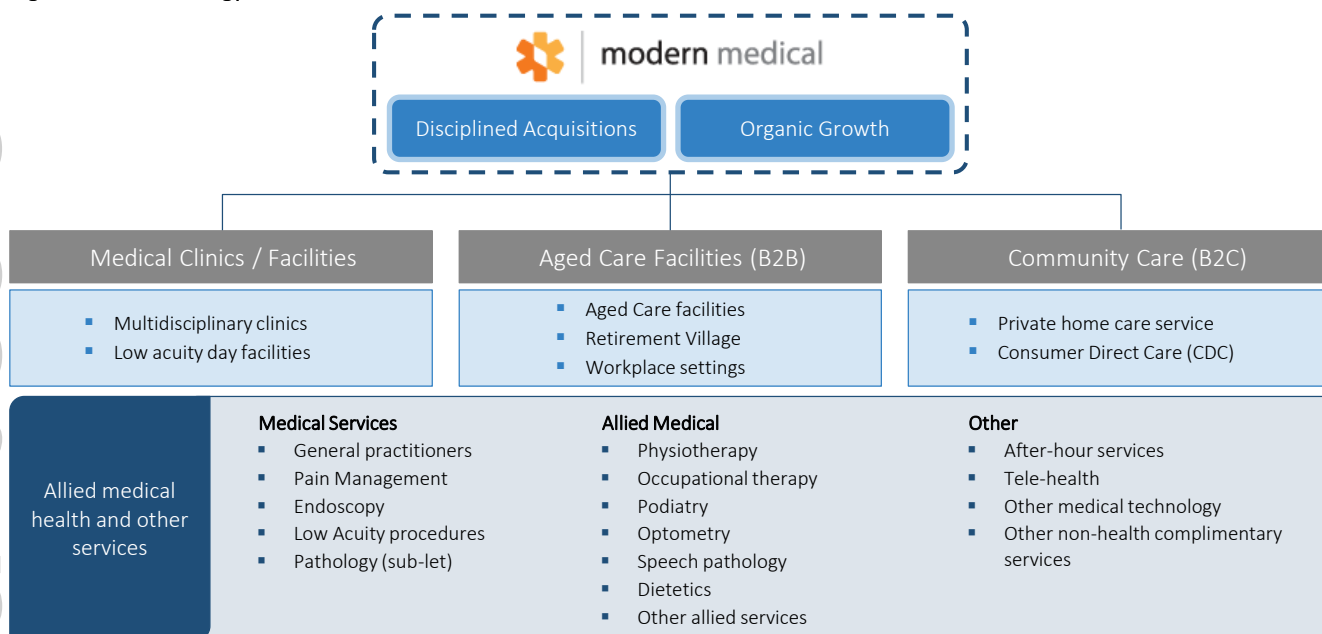 modern medical
Disciplined Acquisitions
Organic Growth
Medical Clinics / Facilities
Aged Care Facilities (B2B)
Community Care (B2C)
Multidisciplinary clinics
Low acuity day facilities
Aged Care facilities
Retirement Village
Workplace settings
Private home care service
Consumer Direct Care (CDC)
Allied medical
health and other
services
Medical Services
General practitioners
Pain Management
Endoscopy
Low Acuity procedures
Pathology (sub-let)
Allied Medical
Physiotherapy
Occupational therapy
Podiatry
Optometry
Speech pathology
Dietetics
Other allied services
Other
After-hour services
Tele-health
Other medical technology
Other non-health complimentary
services